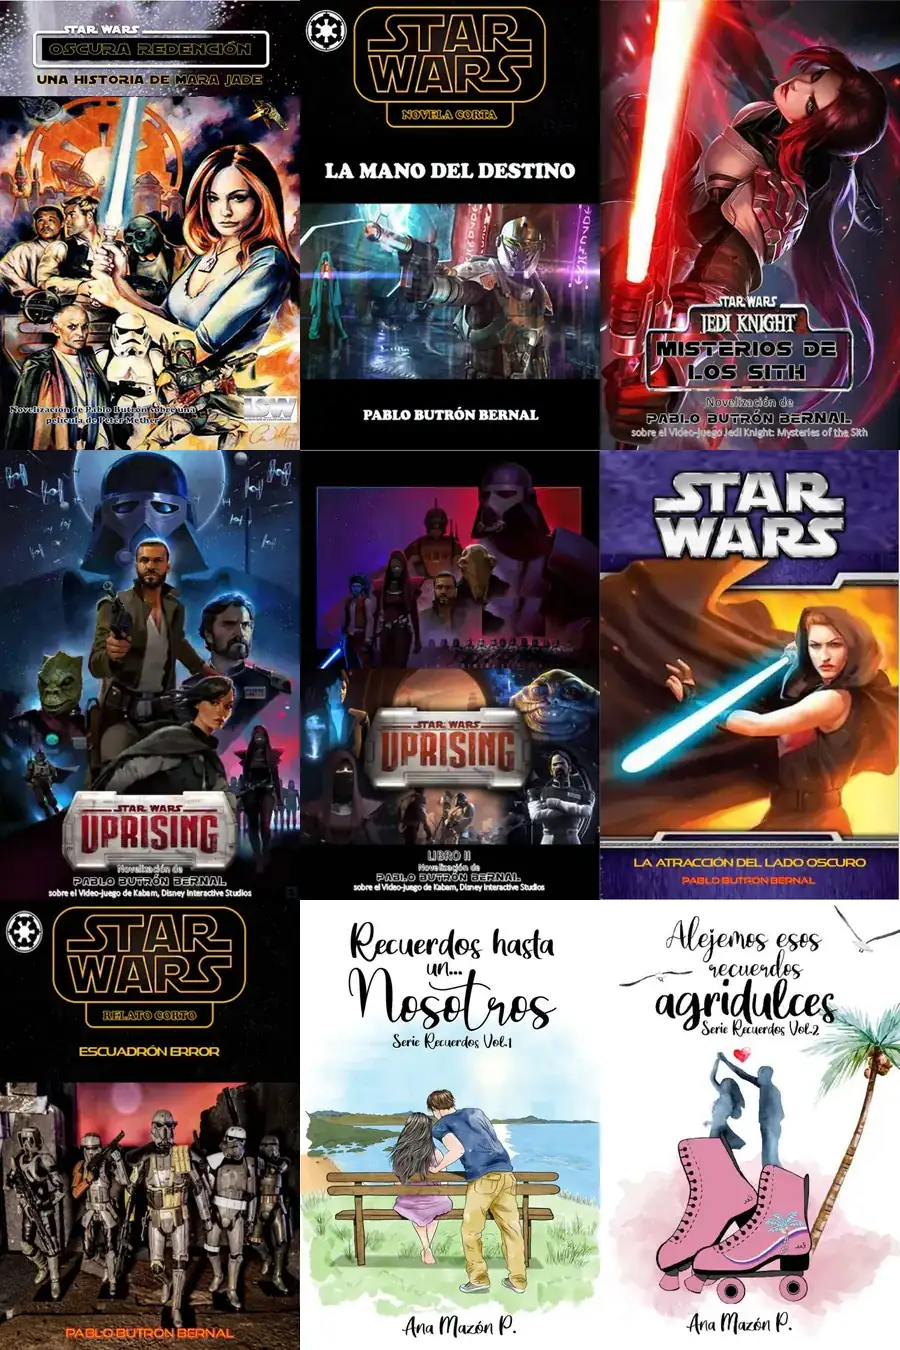 STAR WARS
OSCURA REDENCIÓN
UNA HISTORIA DE MARA JADE
Novelización de Pablo Butrón sobre una
película de Peter Mether
STAR
WARS
NOVELA CORTA
LA MANO DEL DESTINO
PABLO BUTRÓN BERNAL
STAR WARS
JEDI KNIGHT
MISTERIOS DE
LOS SITH
Novelización de
PABLO BUTRÓN BERNAL
sobre el Video-juego Jedi Knight: Mysteries of the Sith
STAR WARS
UPRISING
Novelización de
PABLO BUTRÓN BERNAL
sobre el Video-juego de Kabam, Disney Interactive Studios
STAR WARS
UPRISING
LIBRO II
Novelización de
PABLO BUTRÓN BERNAL
sobre el Video-juego de Kabam, Disney Interactive Studios
STAR
WARS
LA ATRACCIÓN DEL LADO OSCURO
PABLO BUTRON BERNAL
STAR
WARS
RELATO CORTO
ESCUADRÓN ERROR
PABLO BUTRON BERNAL
Recuerdos hasta
un...
Nosotros
Serie Recuerdos Vol.1
Ana Mazón P.
Alejemos esos
recuerdos
agridulces
Serie Recuerdos Vol.2
Ana Mazón P.